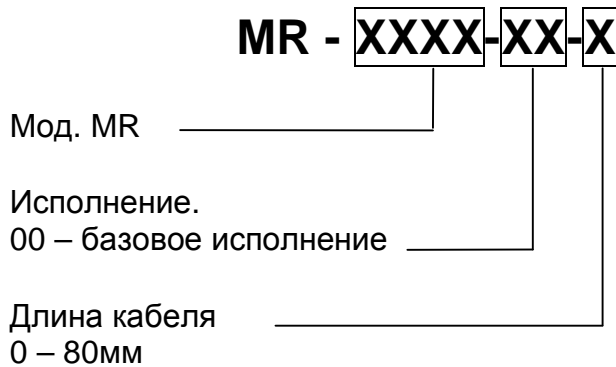 MR - XXXX-XX-X
Мод. MR
Исполнение.
00 – базовое исполнение
Длина кабеля
0 – 80мм